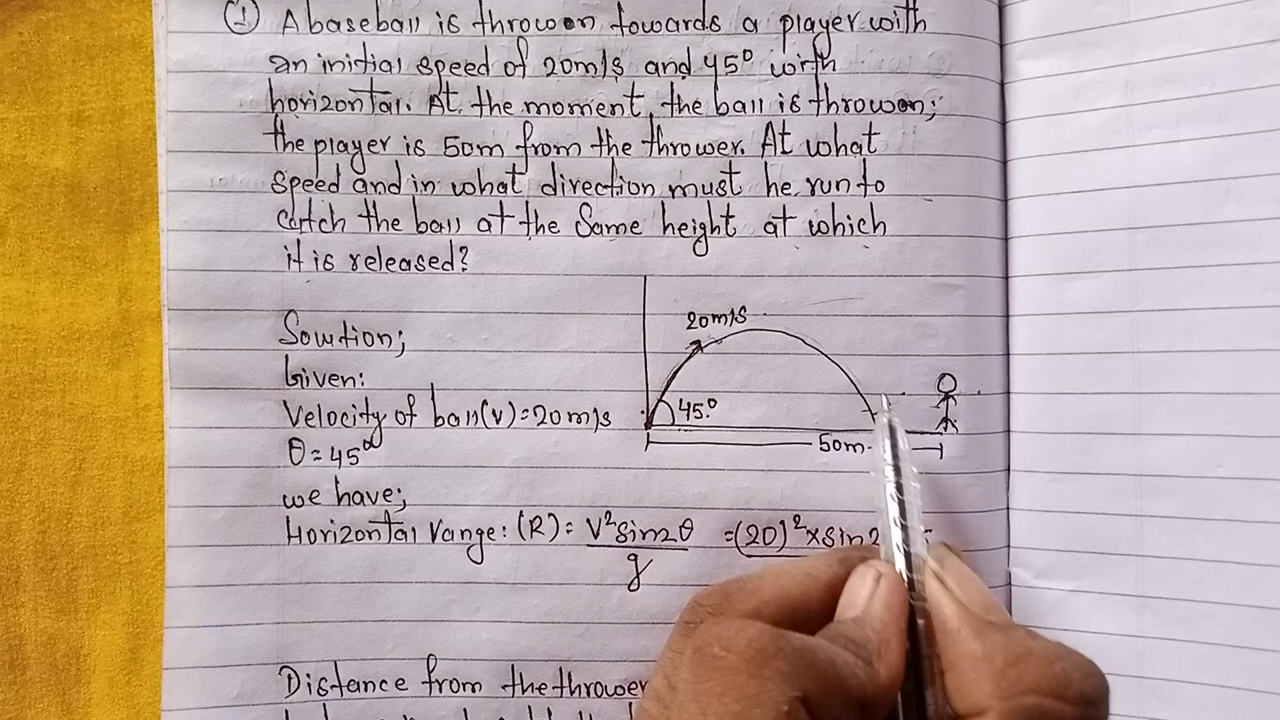 ① A baseball is throwon towards a player with
an initial speed of 20m/s and 45° with
horizontal. At the moment, the ball is throwon;
the player is 50m from the thrower. At what
speed and in what direction must he run to
catch the ball at the same height at which
it is released?
Solution;
Given:
Velocity of ball(v)=20m/s
θ=45°
we have;
Horizontal range: (R)= V²sin2θ/g =(20)²×sin2
20m/s
45°
50m
Distance from the thrower